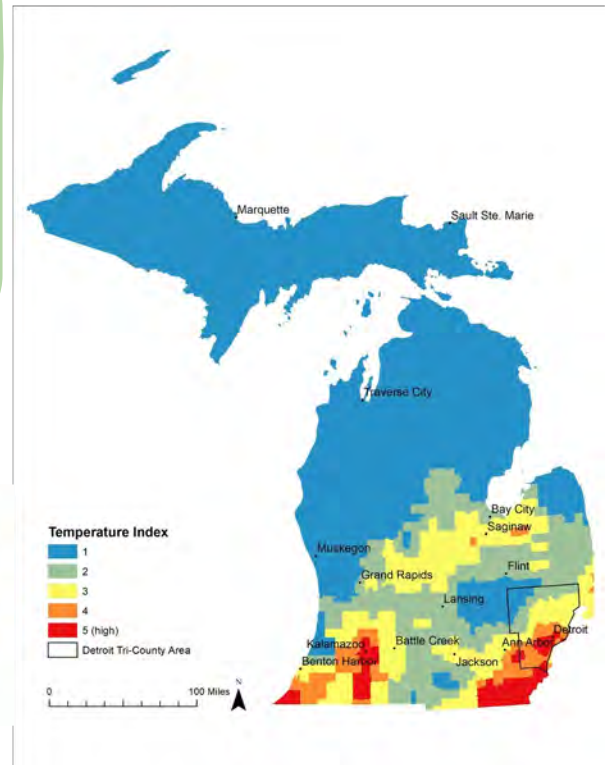 Marquette
Sault Ste. Marie
Traverse City
Bay City
Saginaw
Muskegon
Flint
Grand Rapids
Lansing
Detroit
Kalamazoo
Battle Creek
Ann Arbor
Benton Harbor
Jackson
Temperature Index
1
2
3
4
5 (high)
Detroit Tri-County Area
0
100 Miles
N